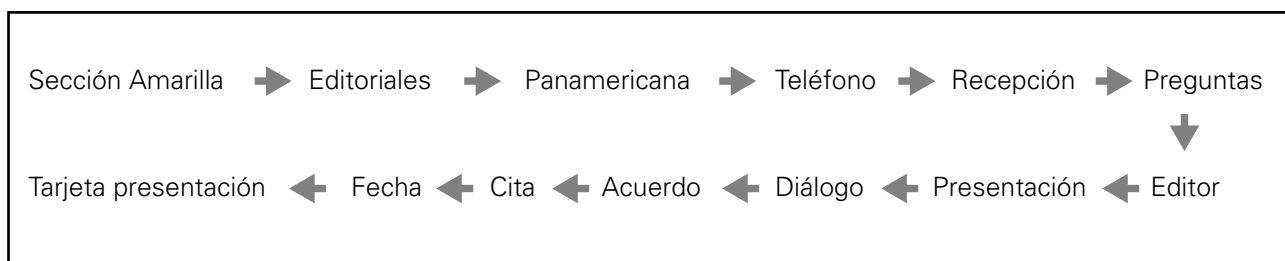 Sección Amarilla Editoriales Panamericana Teléfono Recepción Preguntas
Tarjeta presentación Fecha Cita Acuerdo Diálogo Presentación Editor